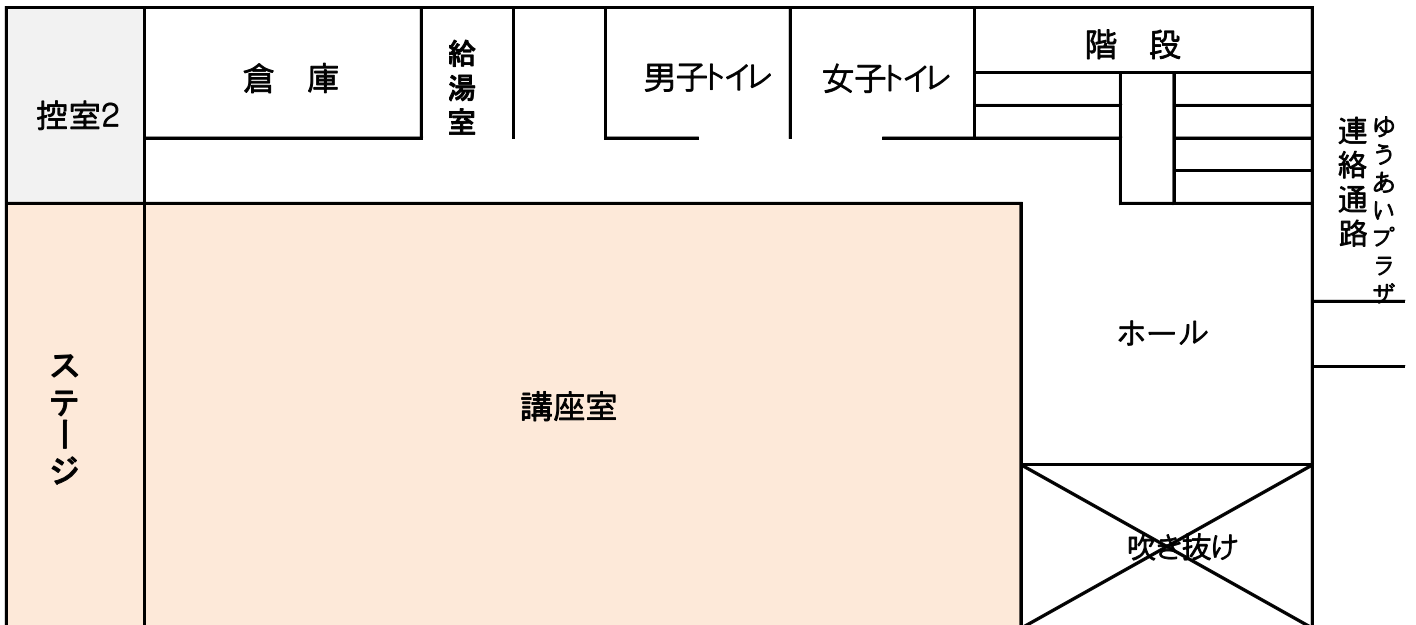 控室2
倉　庫
給湯室
男子トイレ
女子トイレ
階　段
ゆうあいプラザ
連絡通路
ステージ
講座室
ホール
吹き抜け